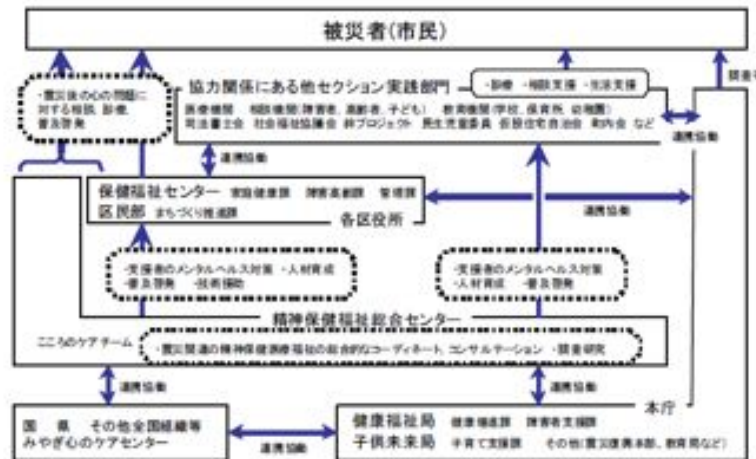 被災者(市民)
・震災後の心の問題に
対する相談、診療、
普及啓発
協力関係にある他セクション実践部門
・診療 ・相談支援 ・生活支援
調査
医療機関 相談機関(障害者、高齢者、子ども) 教育機関(学校、保育所、幼稚園)
司法書士会 社会福祉協議会 絆プロジェクト 民生児童委員 仮設住宅自治会 町内会 など
連携協働
連携協働
保健福祉センター 家庭健康課 障害高齢課 管理課
区民部 まちづくり推進課
各区役所
連携協働
・支援者のメンタルヘルス対策 ・人材育成
・普及啓発 ・技術援助
・支援者のメンタルヘルス対策
・人材育成 ・普及啓発
精神保健福祉総合センター
こころのケアチーム
・震災関連の精神保健医療福祉の総合的なコーディネート、コンサルテーション ・調査研究
連携協働
連携協働
本庁
国 県 その他全国組織等
みやぎ心のケアセンター
連携協働
健康福祉局 健康増進課 障害者支援課
子供未来局 子育て支援課 その他(震災復興本部、教育局など)